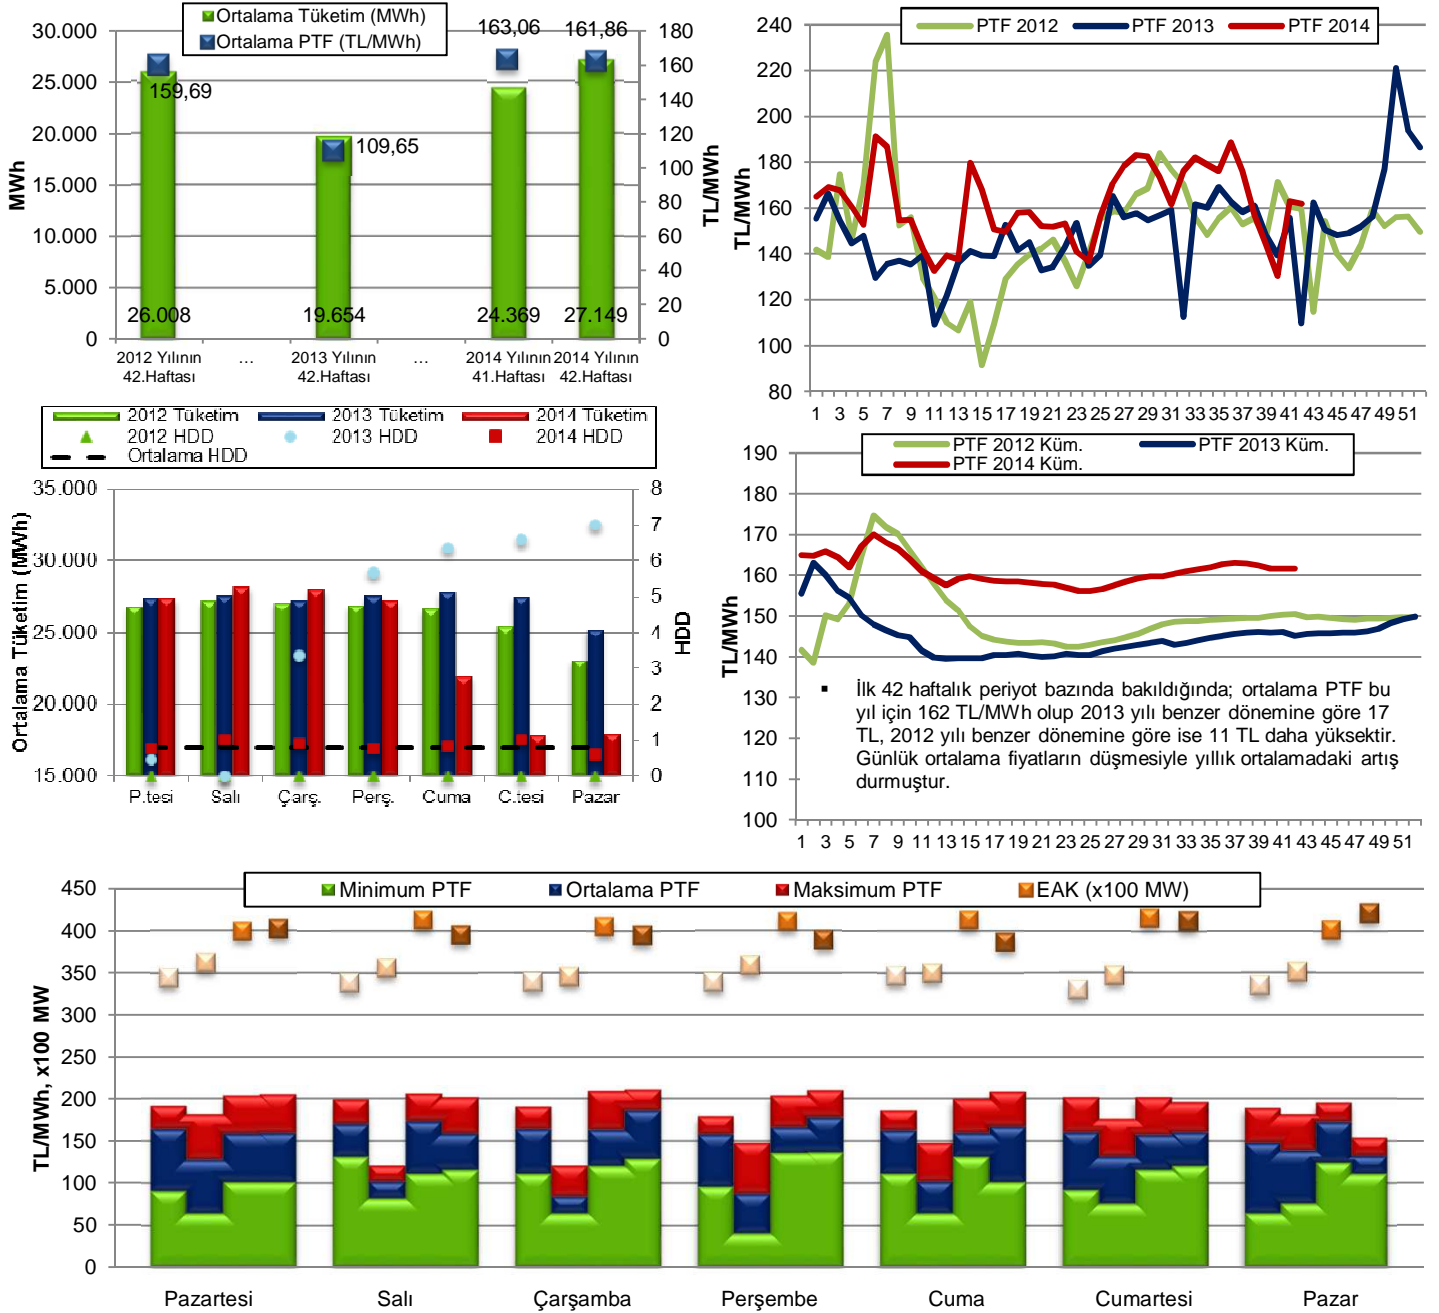 Ortalama Tüketim (MWh)
Ortalama PTF (TL/MWh)
MWh
30.000
25.000
20.000
15.000
10.000
5.000
0
159,69
109,65
163,06
161,86
26.008
19.654
24.369
27.149
180
160
140
120
100
80
60
40
20
0
TL/MWh
2012 Yılının 42.Haftası
...
2013 Yılının 42.Haftası
...
2014 Yılının 41.Haftası
2014 Yılının 42.Haftası
PTF 2012 PTF 2013 PTF 2014
TL/MWh
240
220
200
180
160
140
120
100
80
1 3 5 7 9 11 13 15 17 19 21 23 25 27 29 31 33 35 37 39 41 43 45 47 49 51
2012 Tüketim 2013 Tüketim 2014 Tüketim
2012 HDD 2013 HDD 2014 HDD
Ortalama HDD
Ortalama Tüketim (MWh)
35.000
30.000
25.000
20.000
15.000
8
7
6
5
4
3
2
1
0
HDD
P.tesi Salı Çarş. Perş. Cuma C.tesi Pazar
PTF 2012 Küm. PTF 2013 Küm.
PTF 2014 Küm.
TL/MWh
190
180
170
160
150
140
130
120
110
100
▪ İlk 42 haftalık periyot bazında bakıldığında; ortalama PTF bu
yıl için 162 TL/MWh olup 2013 yılı benzer dönemine göre 17
TL, 2012 yılı benzer dönemine göre ise 11 TL daha yüksektir.
Günlük ortalama fiyatların düşmesiyle yıllık ortalamadaki artış
durmuştur.
1 3 5 7 9 11 13 15 17 19 21 23 25 27 29 31 33 35 37 39 41 43 45 47 49 51
Minimum PTF Ortalama PTF Maksimum PTF EAK (x100 MW)
TL/MWh, x100 MW
450
400
350
300
250
200
150
100
50
0
Pazartesi Salı Çarşamba Perşembe Cuma Cumartesi Pazar